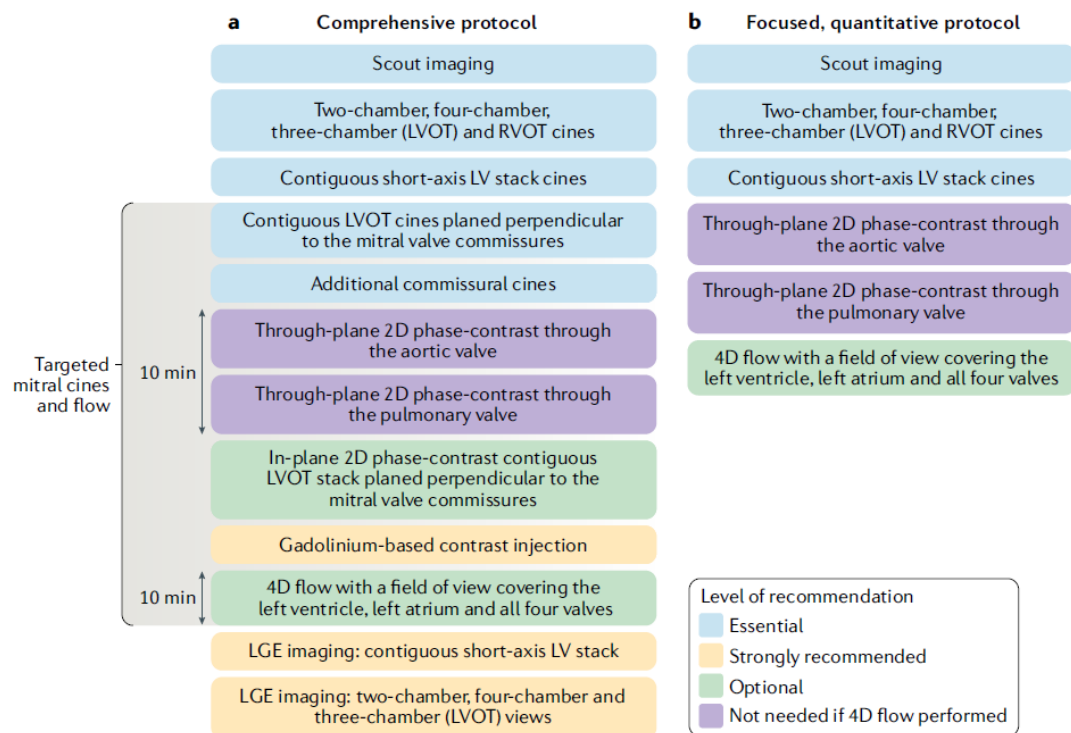 a Comprehensive protocol
Scout imaging
Two-chamber, four-chamber,
three-chamber (LVOT) and RVOT cines
Contiguous short-axis LV stack cines
Contiguous LVOT cines planed perpendicular
to the mitral valve commissures
Additional commissural cines
Through-plane 2D phase-contrast through
the aortic valve
Through-plane 2D phase-contrast through
the pulmonary valve
In-plane 2D phase-contrast contiguous
LVOT stack planed perpendicular to the
mitral valve commissures
Gadolinium-based contrast injection
4D flow with a field of view covering the
left ventricle, left atrium and all four valves
LGE imaging: contiguous short-axis LV stack
LGE imaging: two-chamber, four-chamber and
three-chamber (LVOT) views
Targeted
mitral cines
and flow
10 min
10 min
b Focused, quantitative protocol
Scout imaging
Two-chamber, four-chamber,
three-chamber (LVOT) and RVOT cines
Contiguous short-axis LV stack cines
Through-plane 2D phase-contrast through
the aortic valve
Through-plane 2D phase-contrast through
the pulmonary valve
4D flow with a field of view covering the
left ventricle, left atrium and all four valves
Level of recommendation
Essential
Strongly recommended
Optional
Not needed if 4D flow performed